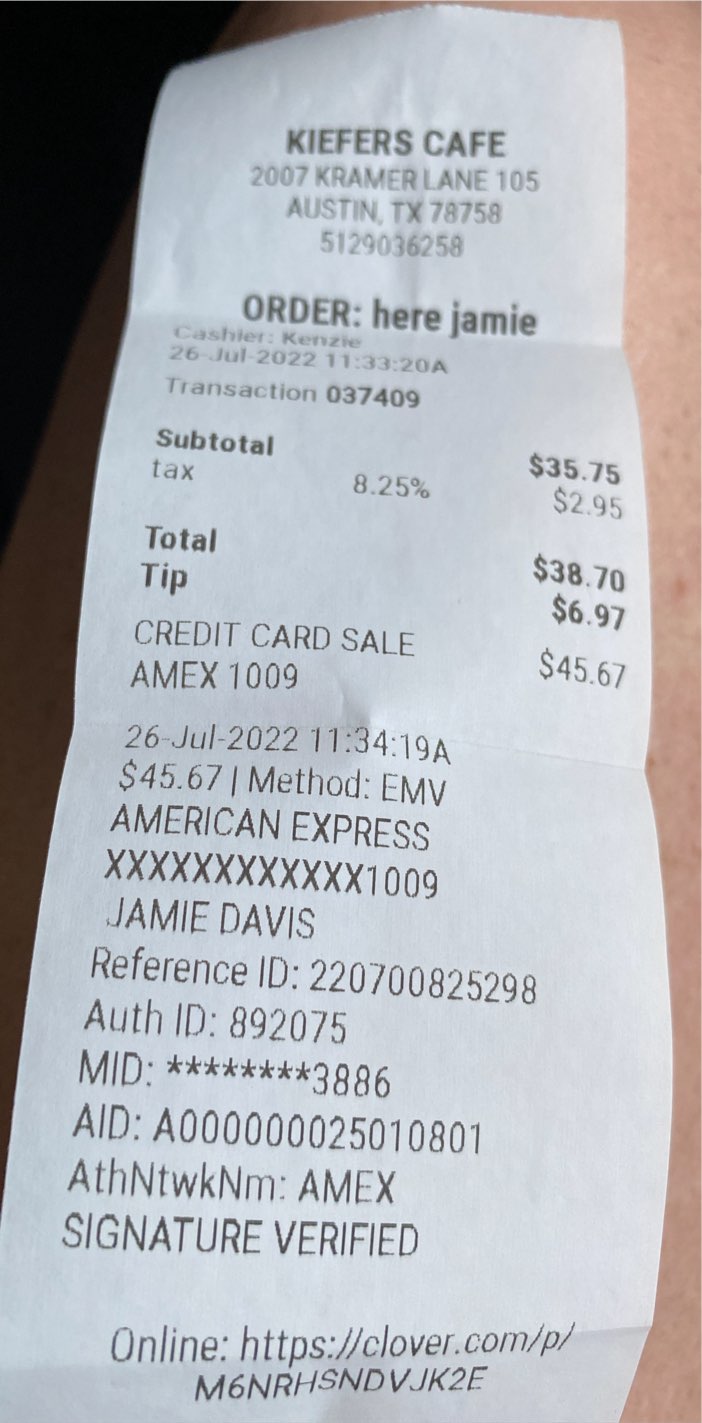 KIEFERS CAFE
2007 KRAMER LANE 105
AUSTIN, TX 78758
5129036258
ORDER: here jamie
Cashier: Kenzie
26-Jul-2022 11:33:20A
Transaction 037409
Subtotal $35.75
tax 8.25% $2.95
Total $38.70
Tip $6.97
CREDIT CARD SALE $45.67
AMEX 1009
26-Jul-2022 11:34:19A
$45.67 | Method: EMV
AMERICAN EXPRESS
XXXXXXXXXXXX1009
JAMIE DAVIS
Reference ID: 220700825298
Auth ID: 892075
MID: ********3886
AID: A000000025010801
AthNtwkNm: AMEX
SIGNATURE VERIFIED
Online: https://clover.com/p/
M6NRHSNDVJK2E